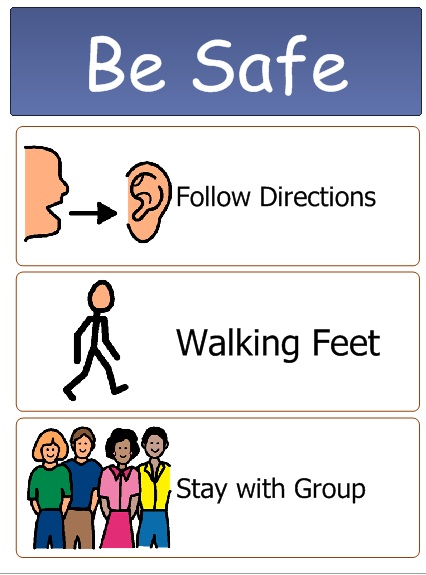 Be Safe
Follow Directions
Walking Feet
Stay with Group